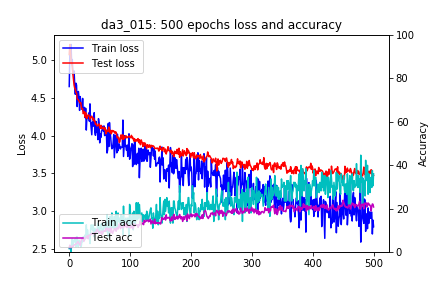 da3_015: 500 epochs loss and accuracy
Train loss
Test loss
Train acc
Test acc
Loss
5.0
4.5
4.0
3.5
3.0
2.5
Accuracy
100
80
60
40
20
0
0
100
200
300
400
500